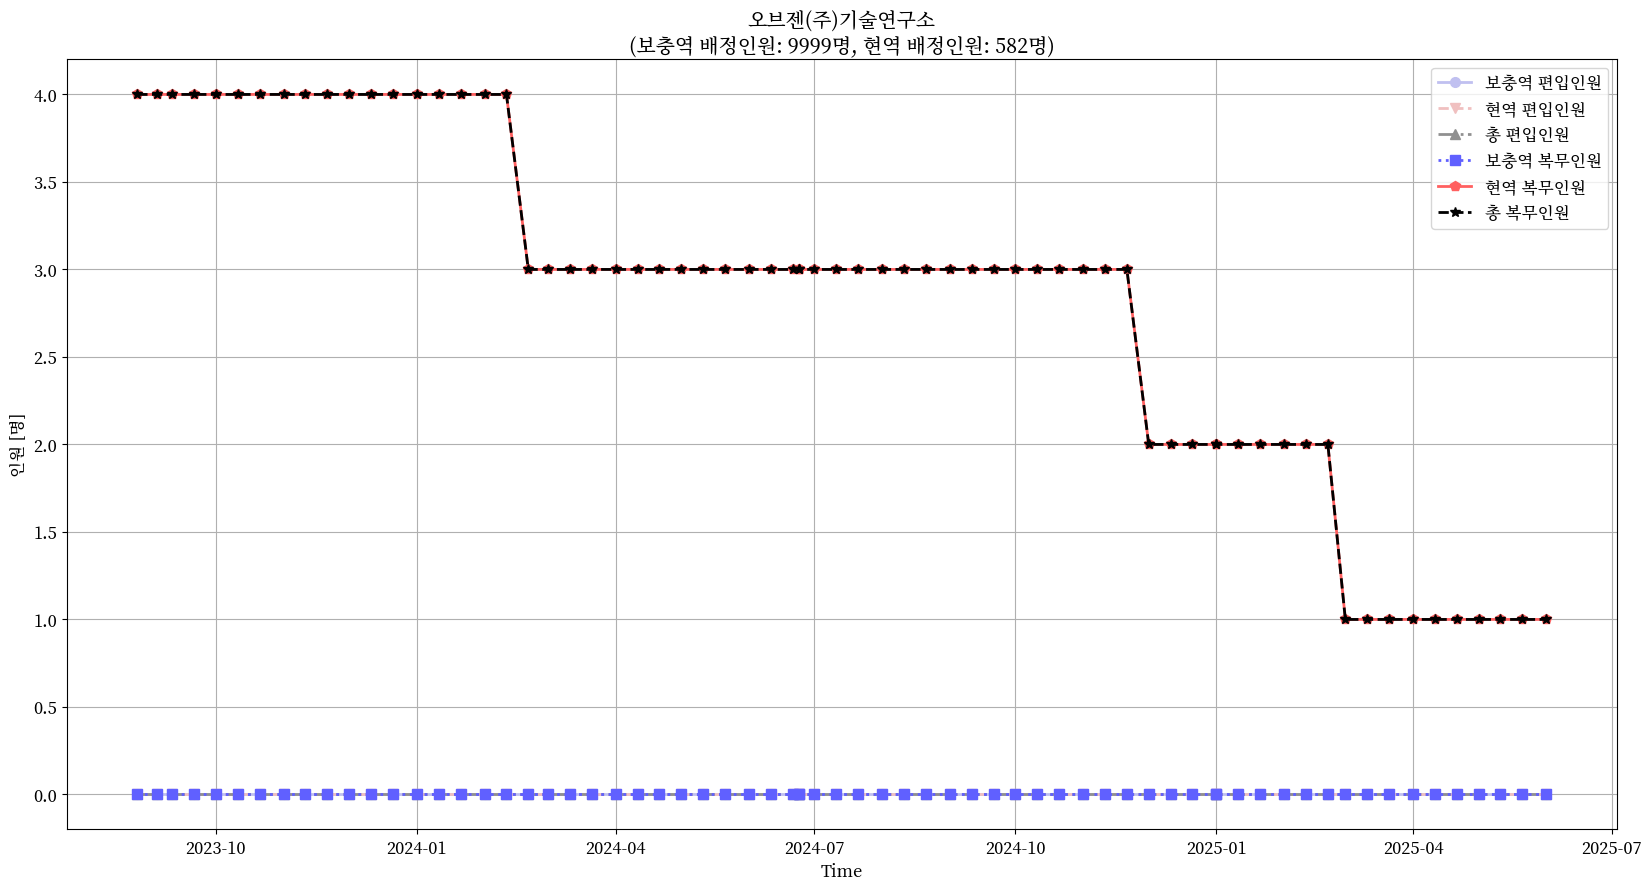 오브젠(주)기술연구소
(보충역 배정인원: 9999명, 현역 배정인원: 582명)
보충역 편입인원
현역 편입인원
총 편입인원
보충역 복무인원
현역 복무인원
총 복무인원
인원 [명]
4.0
3.5
3.0
2.5
2.0
1.5
1.0
0.5
0.0
2023-10
2024-01
2024-04
2024-07
2024-10
2025-01
2025-04
2025-07
Time